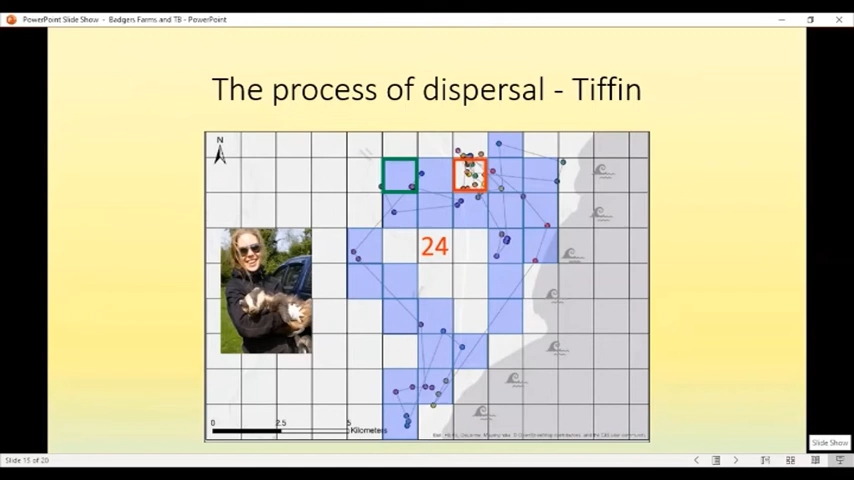 PowerPoint Slide Show - Badgers Farms and TB - PowerPoint
The process of dispersal - Tiffin
N
24
0 2.5 5
Kilometers
Slide Show
Slide 15 of 20